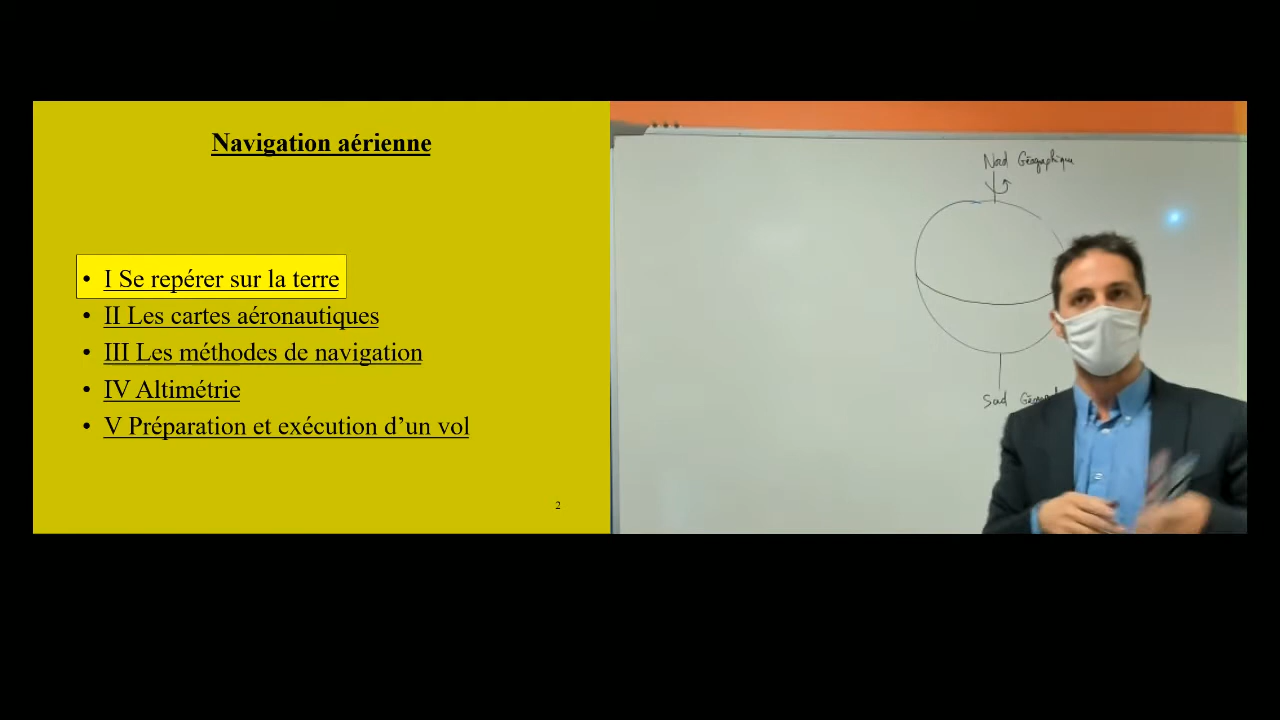 Navigation aérienne
• I Se repérer sur la terre
• II Les cartes aéronautiques
• III Les méthodes de navigation
• IV Altimétrie
• V Préparation et exécution d’un vol
2
Nord Géographique
Sud